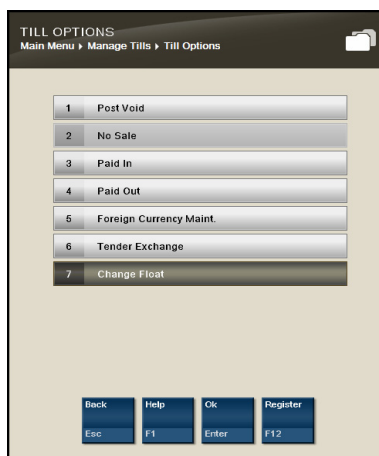 TILL OPTIONS
Main Menu ▸ Manage Tills ▸ Till Options
1 Post Void
2 No Sale
3 Paid In
4 Paid Out
5 Foreign Currency Maint.
6 Tender Exchange
7 Change Float
Back Help Ok Register
Esc F1 Enter F12